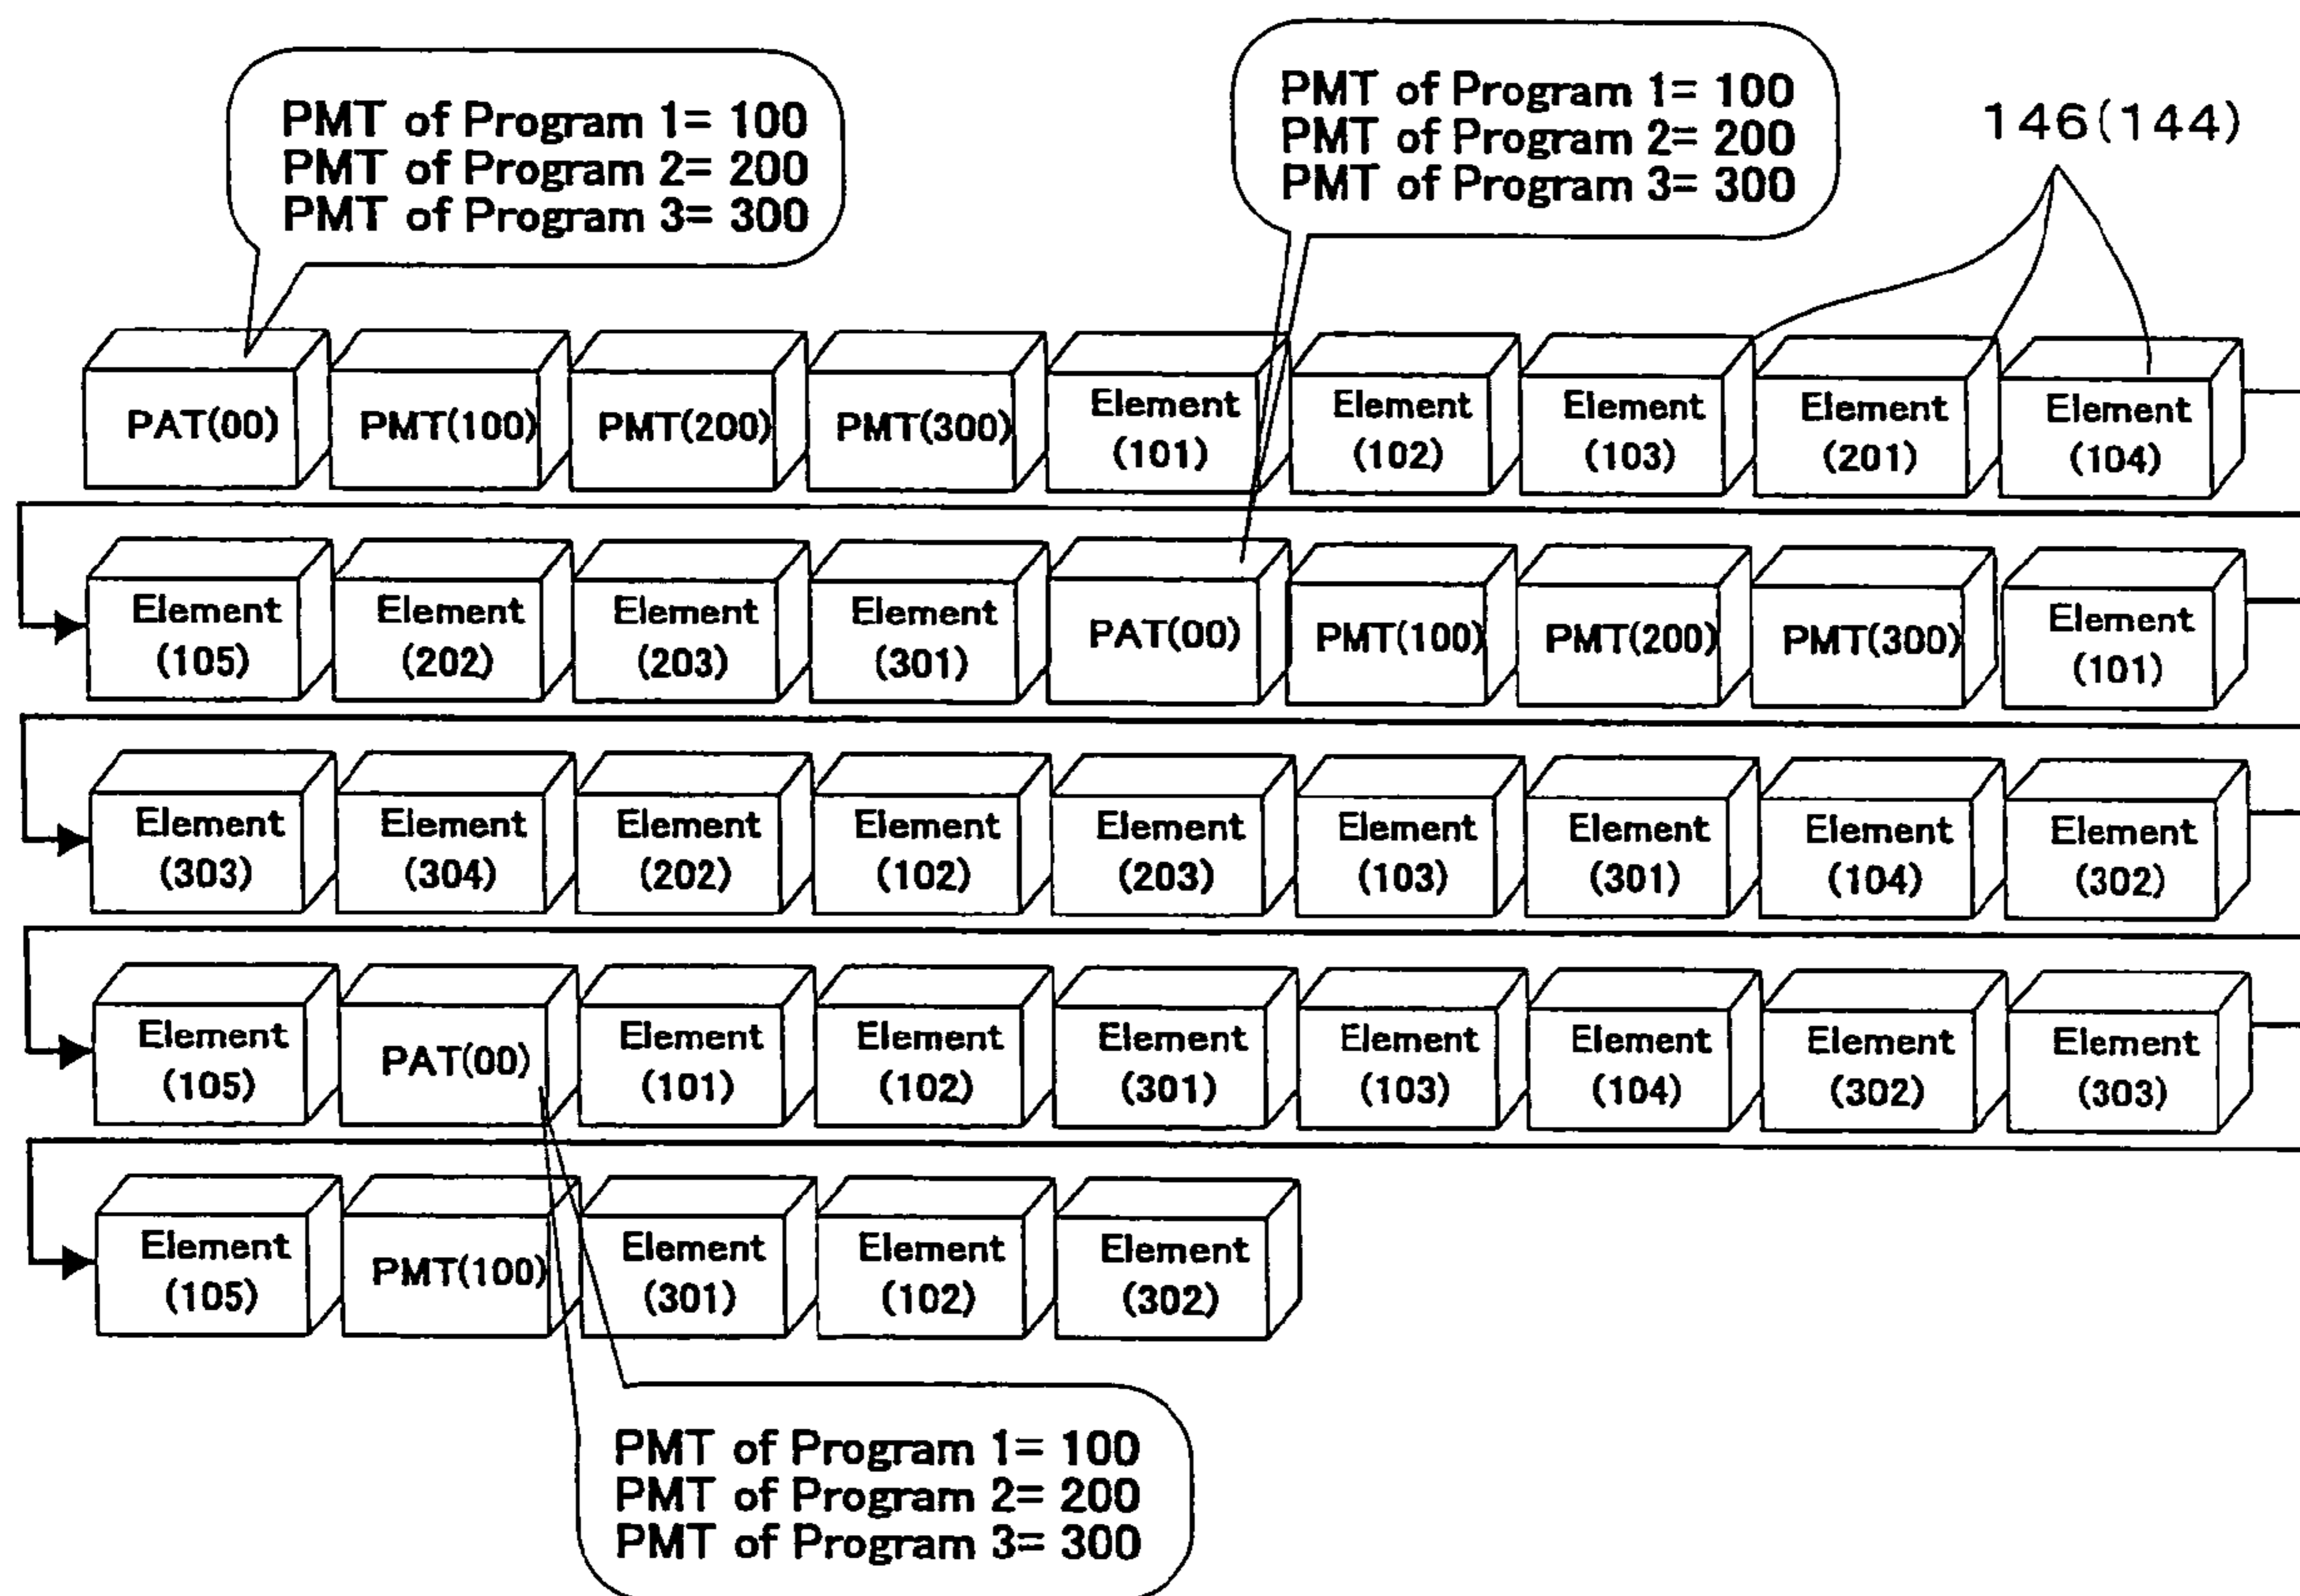 PMT of Program 1= 100
PMT of Program 2= 200
PMT of Program 3= 300
PMT of Program 1= 100
PMT of Program 2= 200
PMT of Program 3= 300
146(144)
PAT(00)
PMT(100)
PMT(200)
PMT(300)
Element
(101)
Element
(102)
Element
(103)
Element
(201)
Element
(104)
Element
(105)
Element
(202)
Element
(203)
Element
(301)
PAT(00)
PMT(100)
PMT(200)
PMT(300)
Element
(101)
Element
(303)
Element
(304)
Element
(202)
Element
(102)
Element
(203)
Element
(103)
Element
(301)
Element
(104)
Element
(302)
Element
(105)
PAT(00)
Element
(101)
Element
(102)
Element
(301)
Element
(103)
Element
(104)
Element
(302)
Element
(303)
Element
(105)
PMT(100)
Element
(301)
Element
(102)
Element
(302)
PMT of Program 1= 100
PMT of Program 2= 200
PMT of Program 3= 300